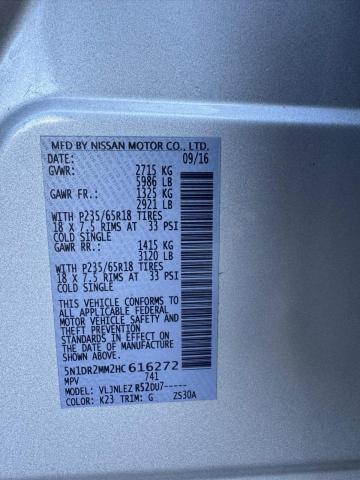 MFD BY NISSAN MOTOR CO., LTD.
DATE: 09/16
GVWR: 2715 KG
5986 LB
GAWR FR.: 1325 KG
2921 LB
WITH P235/65R18 TIRES
18 X 7.5 RIMS AT 33 PSI
COLD SINGLE
GAWR RR.: 1415 KG
3120 LB
WITH P235/65R18 TIRES
18 X 7.5 RIMS AT 33 PSI
COLD SINGLE
THIS VEHICLE CONFORMS TO
ALL APPLICABLE FEDERAL
MOTOR VEHICLE SAFETY AND
THEFT PREVENTION
STANDARDS IN EFFECT ON
THE DATE OF MANUFACTURE
SHOWN ABOVE.
5N1DR2MM2HC616272
MPV 741
MODEL: VLJNLEZ R52DU7-----
COLOR: K23 TRIM: G ZS30A